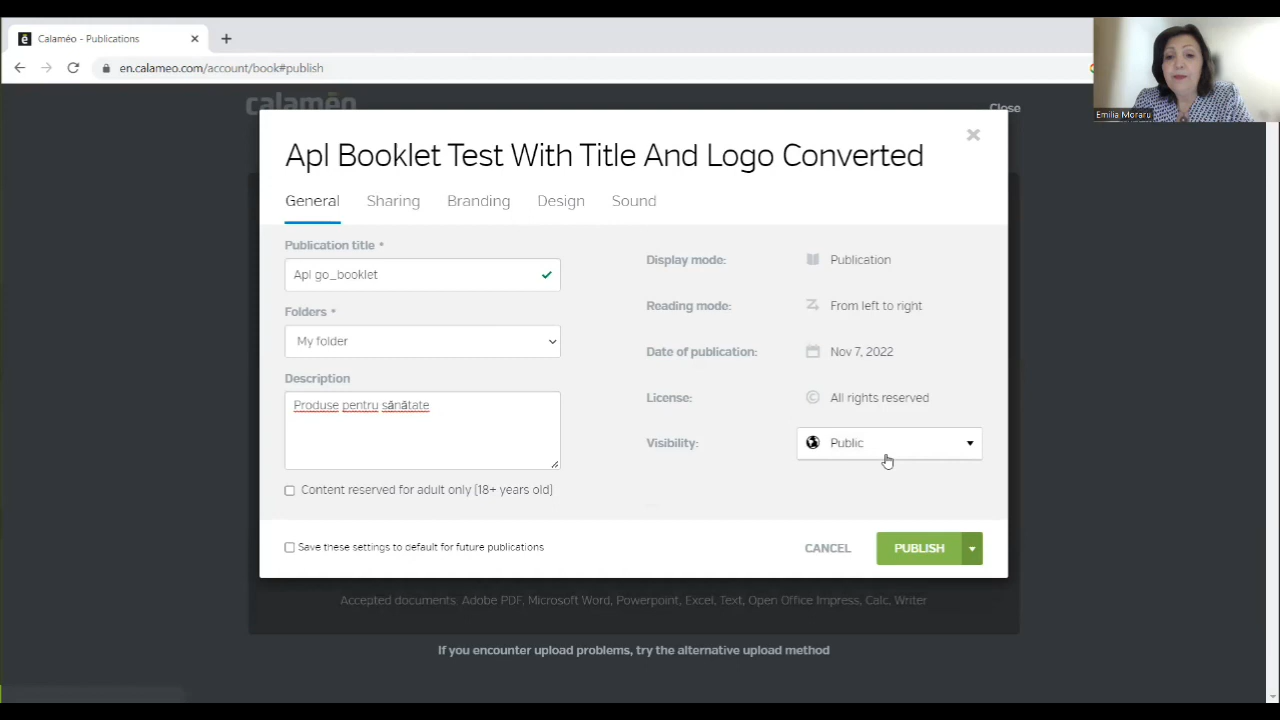 Calaméo - Publications
en.calameo.com/account/book#publish
Emilia Moraru
calaméo
Close
Apl Booklet Test With Title And Logo Converted
General Sharing Branding Design Sound
Publication title *
Apl go_booklet
Folders *
My folder
Description
Produse pentru sănătate
Content reserved for adult only (18+ years old)
Display mode: Publication
Reading mode: From left to right
Date of publication: Nov 7, 2022
License: All rights reserved
Visibility: Public
Save these settings to default for future publications
CANCEL PUBLISH
Accepted documents: Adobe PDF, Microsoft Word, Powerpoint, Excel, Text, Open Office Impress, Calc, Writer
If you encounter upload problems, try the alternative upload method